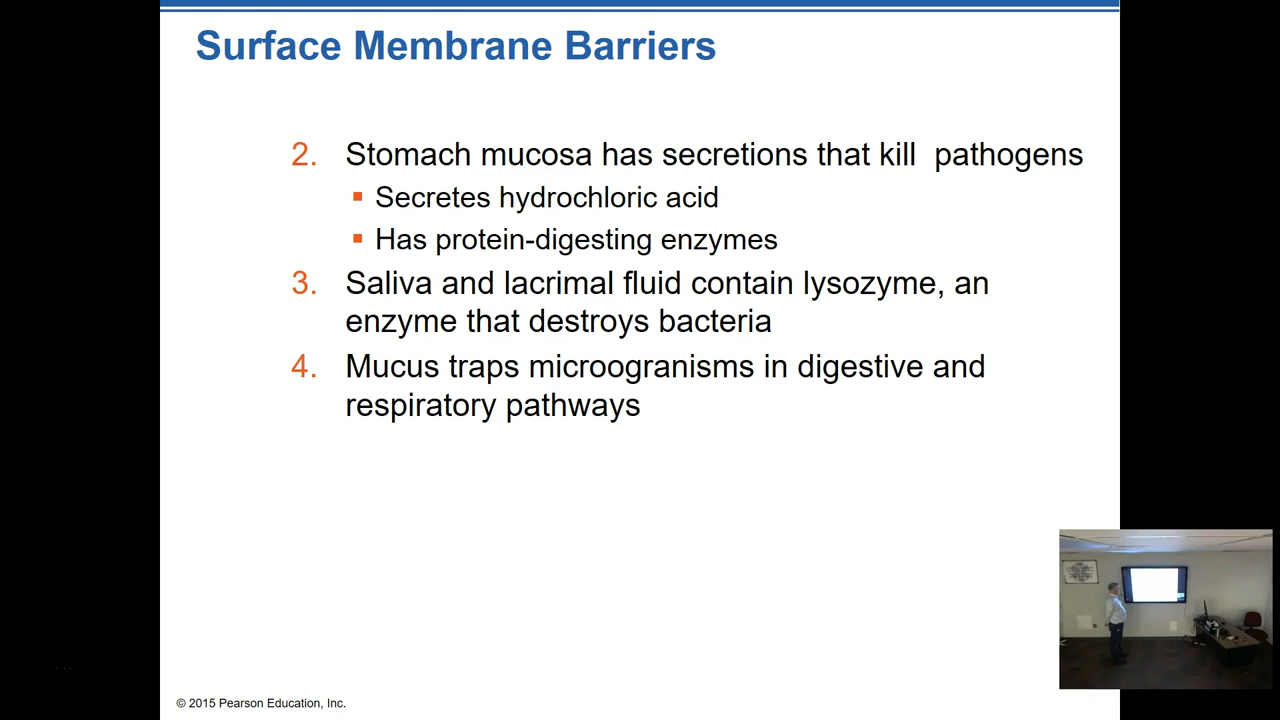 Surface Membrane Barriers
2. Stomach mucosa has secretions that kill  pathogens
▪ Secretes hydrochloric acid
▪ Has protein-digesting enzymes
3. Saliva and lacrimal fluid contain lysozyme, an
enzyme that destroys bacteria
4. Mucus traps microogranisms in digestive and
respiratory pathways
© 2015 Pearson Education, Inc.